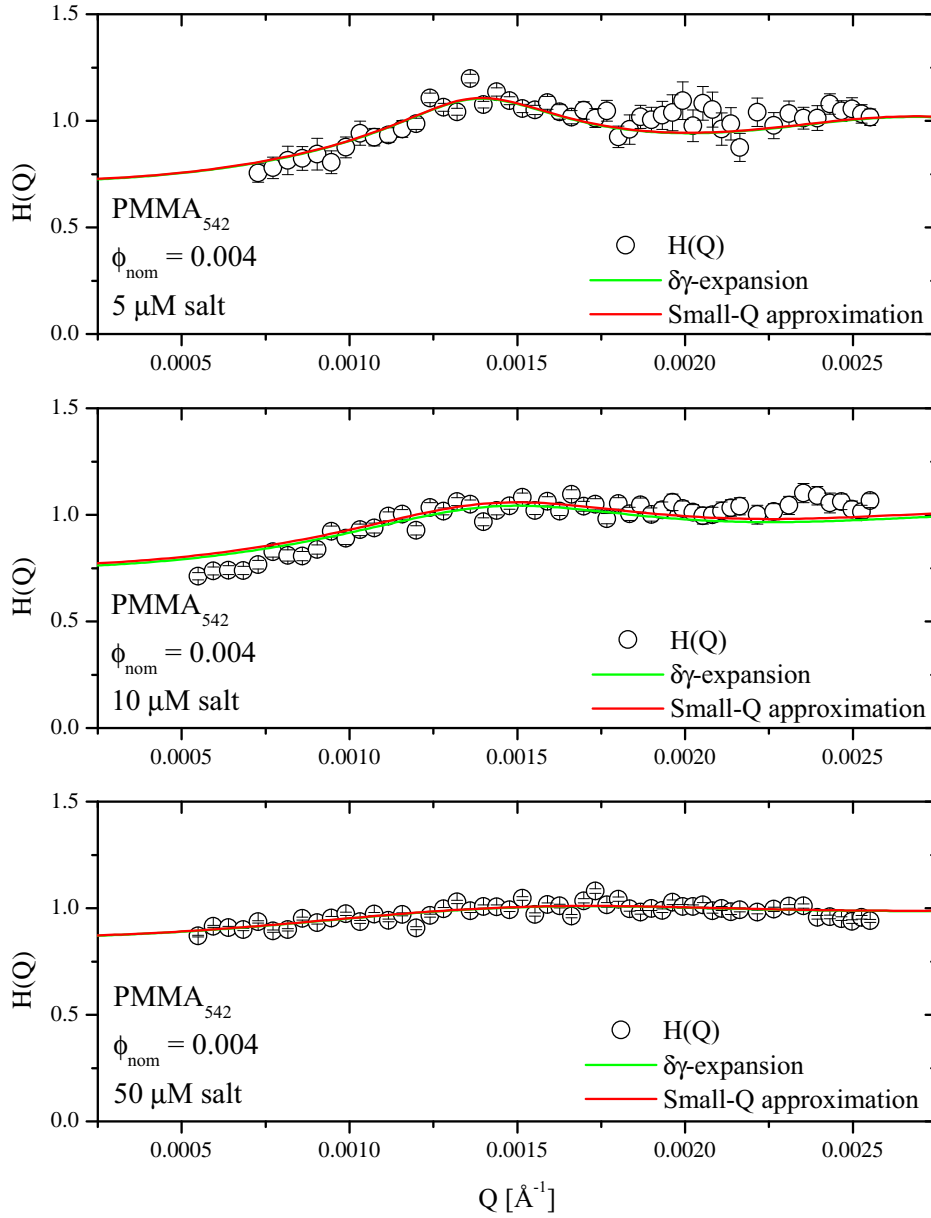 1.5
1.0
H(Q)
0.5
0.0
PMMA₅₄₂
ϕnom = 0.004
5 μM salt
H(Q)
δγ-expansion
Small-Q approximation
0.0005 0.0010 0.0015 0.0020 0.0025
1.5
1.0
H(Q)
0.5
0.0
PMMA₅₄₂
ϕnom = 0.004
10 μM salt
H(Q)
δγ-expansion
Small-Q approximation
0.0005 0.0010 0.0015 0.0020 0.0025
1.5
1.0
H(Q)
0.5
0.0
PMMA₅₄₂
ϕnom = 0.004
50 μM salt
H(Q)
δγ-expansion
Small-Q approximation
0.0005 0.0010 0.0015 0.0020 0.0025
Q [Å⁻¹]